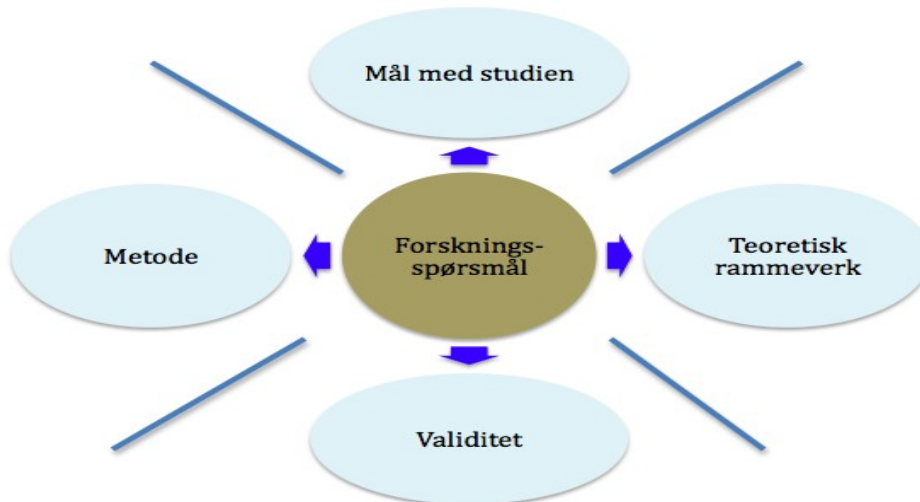 Mål med studien
Metode
Forsknings-
spørsmål
Teoretisk
rammeverk
Validitet